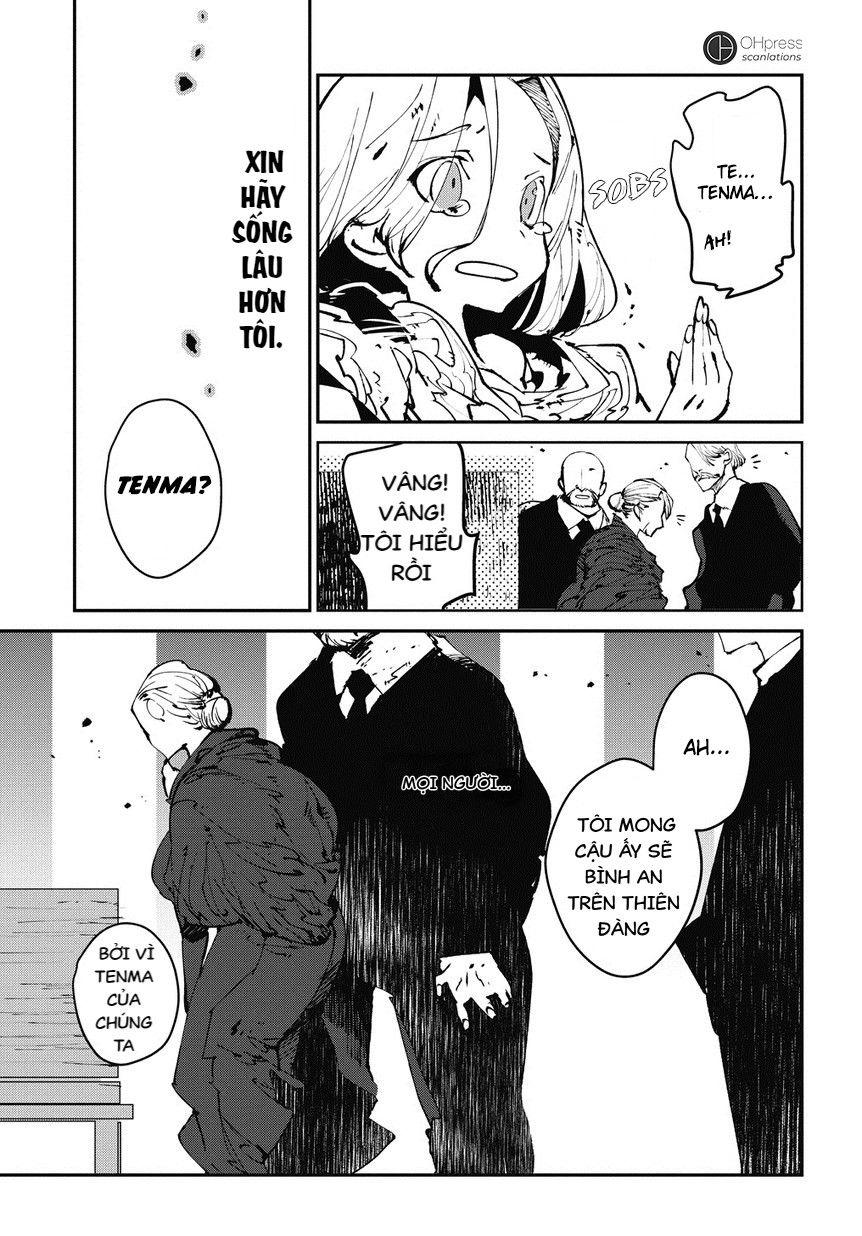 OHpress
scanlations
TE...
TENMA...
AH!
SOBS
VÂNG!
VÂNG!
TÔI HIỂU
RỒI
XIN
HÃY
SỐNG
LÂU
HƠN
TÔI.
TENMA?
AH...
TÔI MONG
CẬU ẤY SẼ
BÌNH AN
TRÊN THIÊN
ĐÀNG
MỌI NGƯỜI...
BỞI VÌ
TENMA
CỦA
CHÚNG
TA